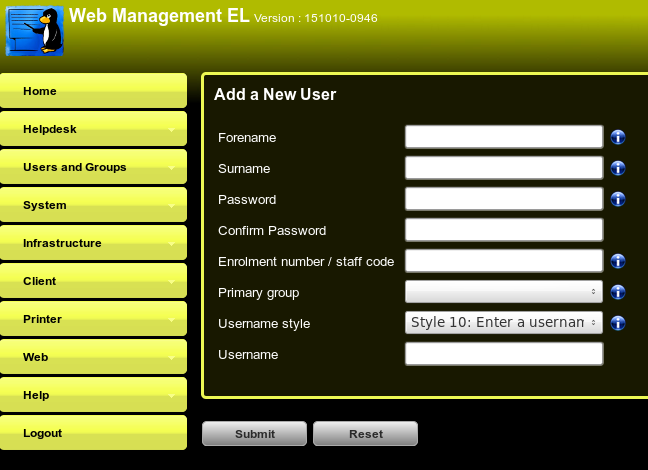 Web Management EL Version : 151010-0946
Home
Helpdesk
Users and Groups
System
Infrastructure
Client
Printer
Web
Help
Logout
Add a New User
Forename
Surname
Password
Confirm Password
Enrolment number / staff code
Primary group
Username style
Style 10: Enter a usernam
Username
Submit
Reset